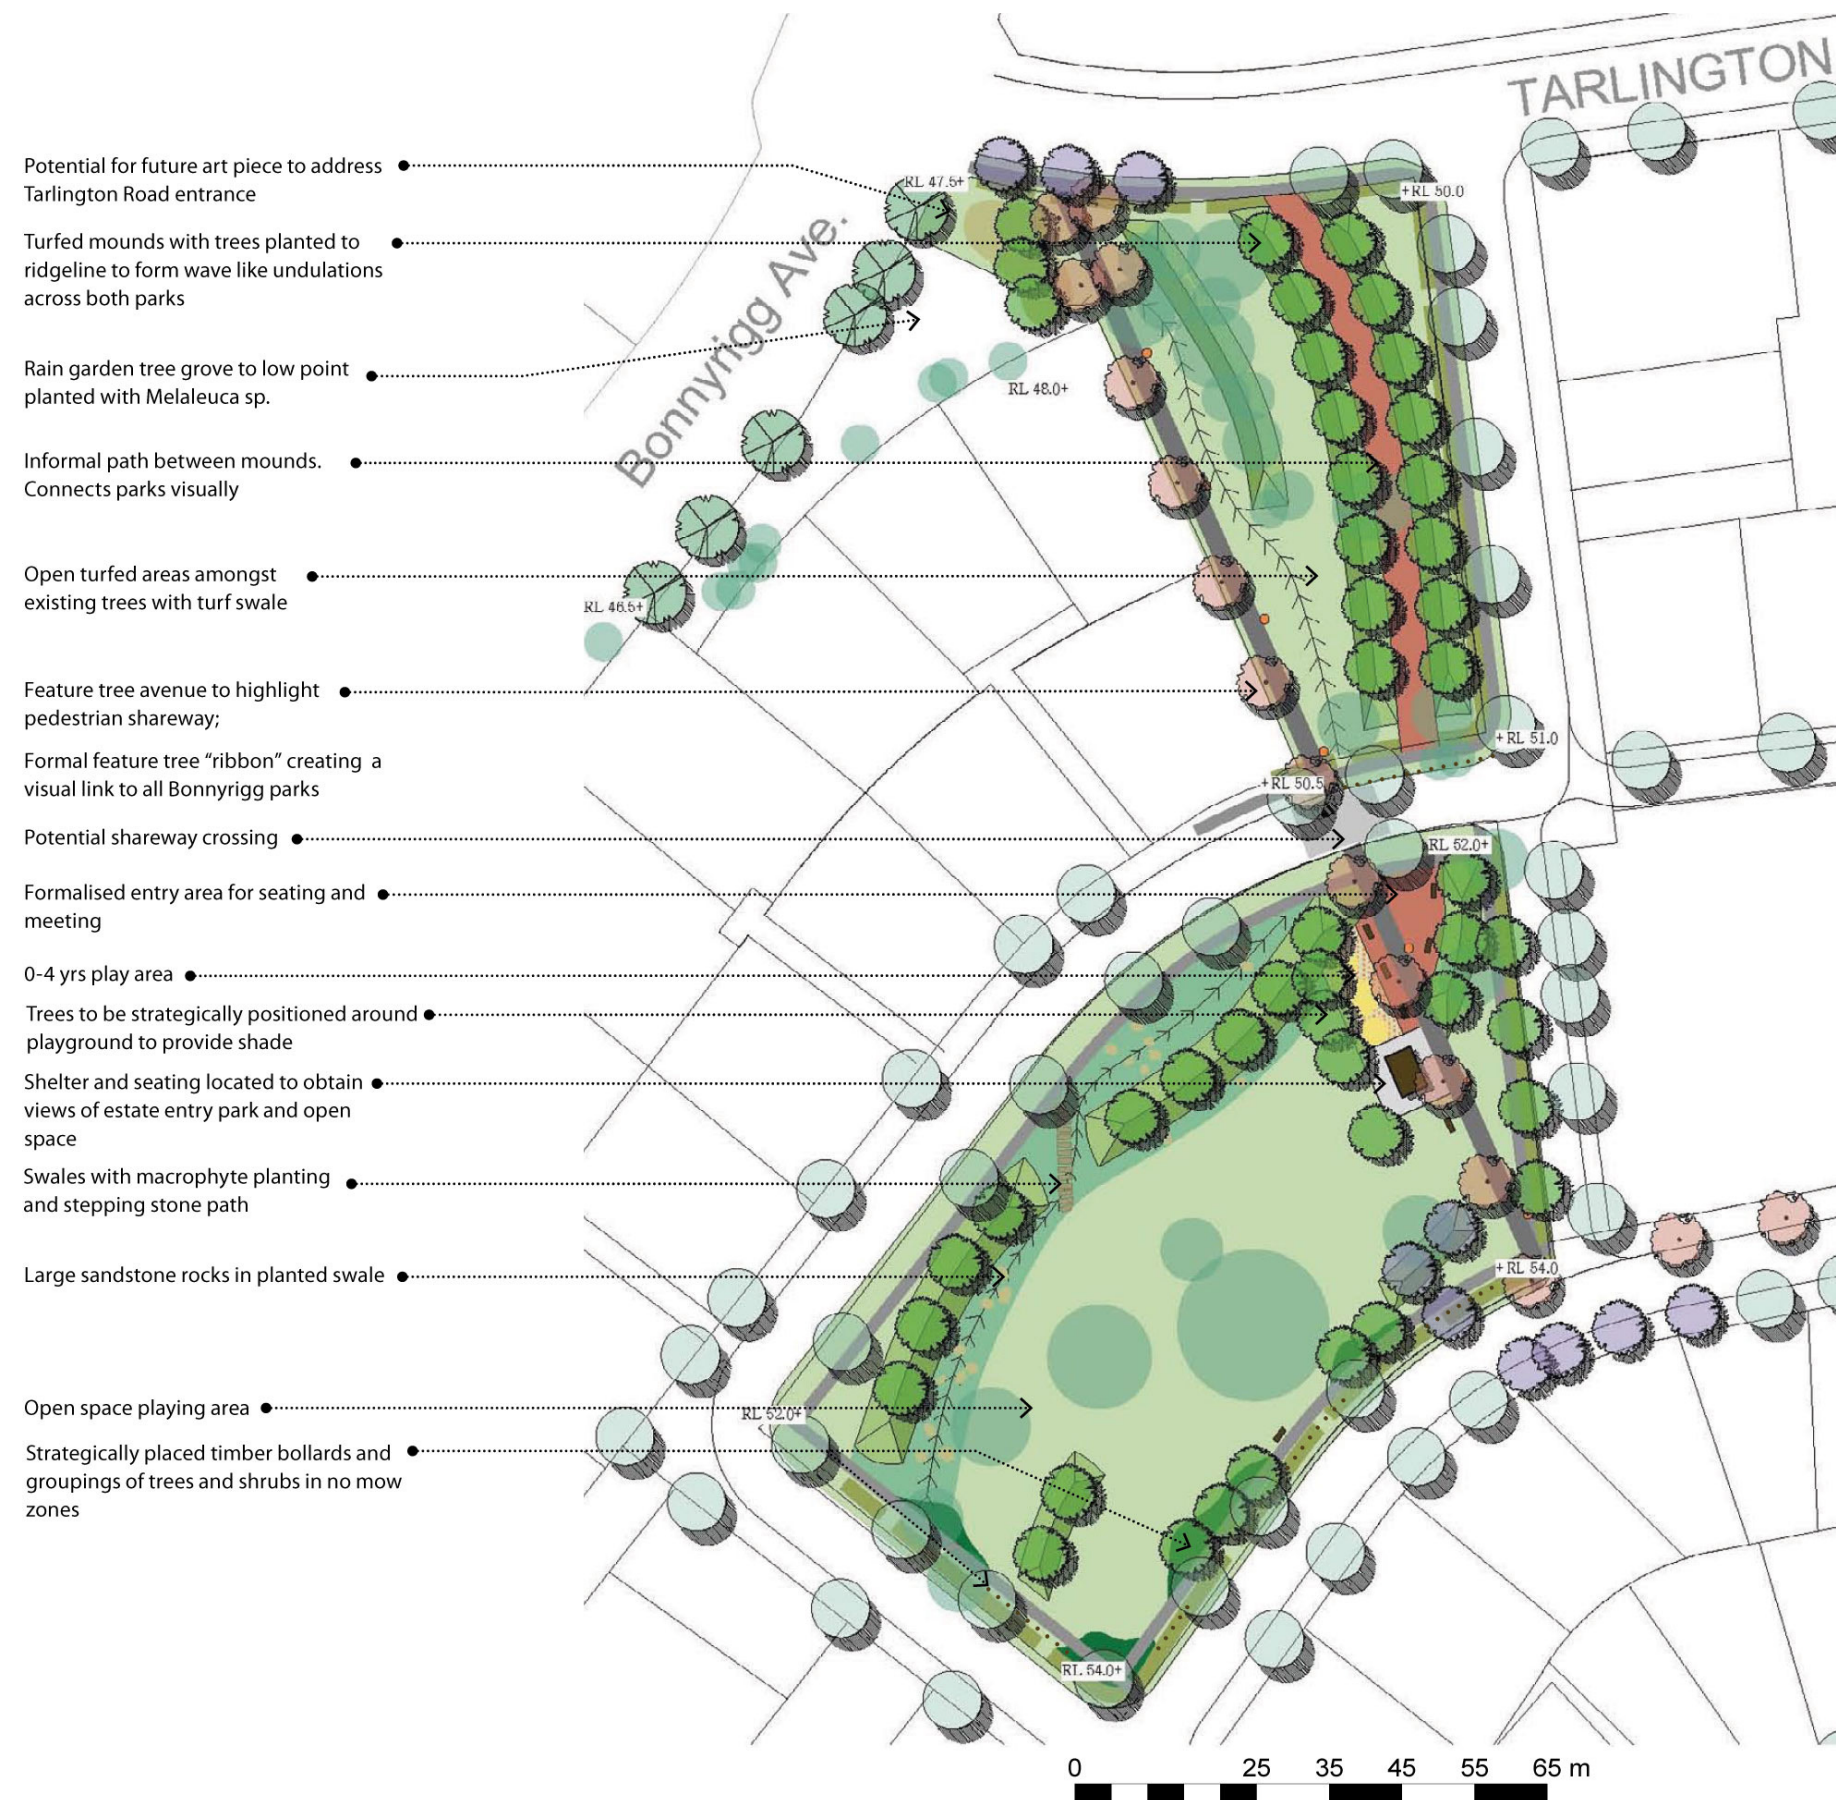 TARLINGTON
Bonnyrigg Ave.
Potential for future art piece to address
Tarlington Road entrance
Turfed mounds with trees planted to
ridgeline to form wave like undulations
across both parks
Rain garden tree grove to low point
planted with Melaleuca sp.
Informal path between mounds.
Connects parks visually
Open turfed areas amongst
existing trees with turf swale
Feature tree avenue to highlight
pedestrian shareway;
Formal feature tree “ribbon” creating a
visual link to all Bonnyrigg parks
Potential shareway crossing
Formalised entry area for seating and
meeting
0-4 yrs play area
Trees to be strategically positioned around
playground to provide shade
Shelter and seating located to obtain
views of estate entry park and open
space
Swales with macrophyte planting
and stepping stone path
Large sandstone rocks in planted swale
Open space playing area
Strategically placed timber bollards and
groupings of trees and shrubs in no mow
zones
RL 47.5+
+RL 50.0
RL 48.0+
RL 46.5+
+RL 51.0
+RL 50.5
RL 52.0+
+RL 54.0
RL 52.0+
RL 54.0+
0 25 35 45 55 65 m